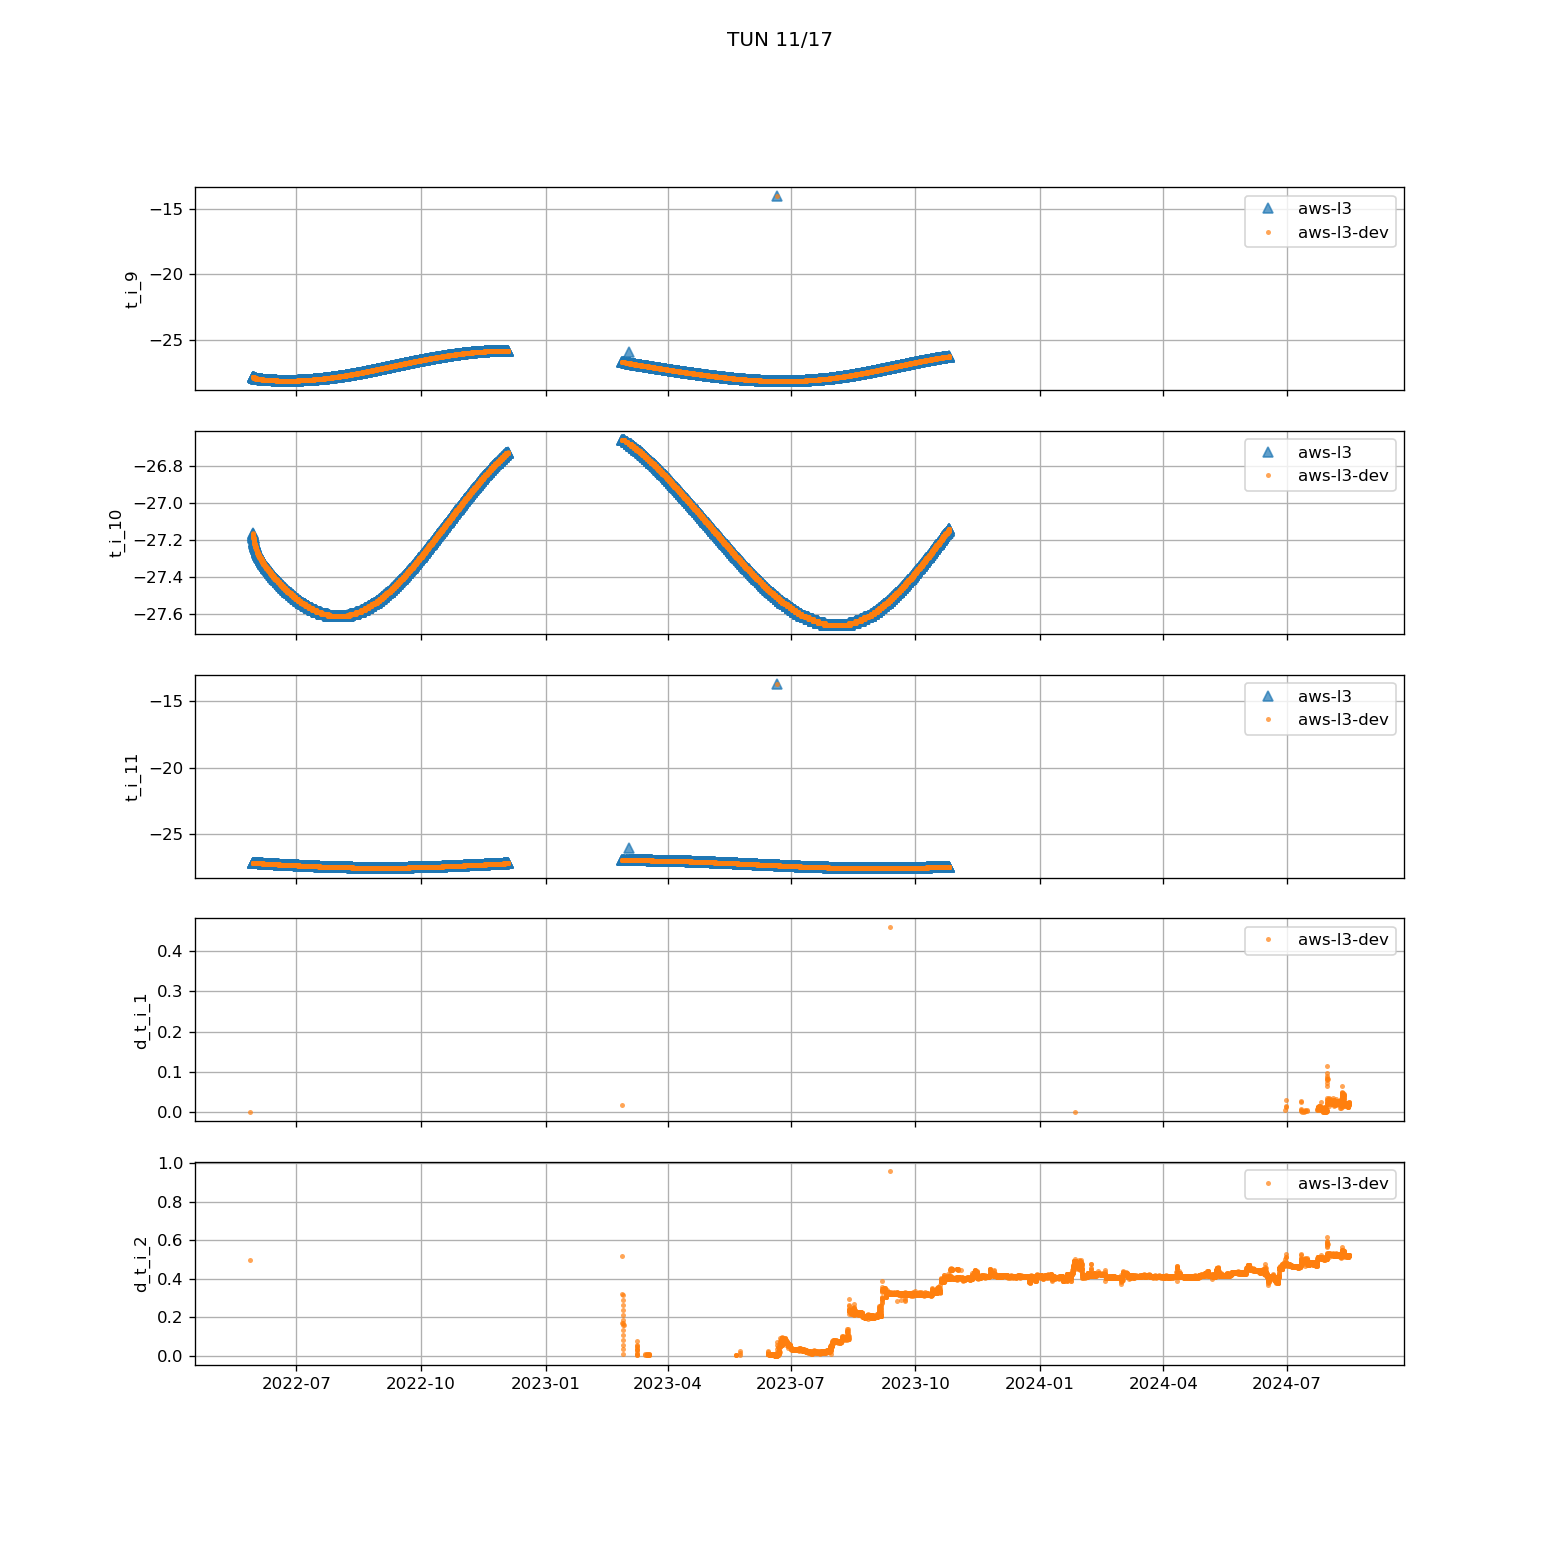 TUN 11/17
−15
−20
−25
t_i_9
aws-l3
aws-l3-dev
−26.8
−27.0
−27.2
−27.4
−27.6
t_i_10
aws-l3
aws-l3-dev
−15
−20
−25
t_i_11
aws-l3
aws-l3-dev
0.4
0.3
0.2
0.1
0.0
d_t_i_1
aws-l3-dev
1.0
0.8
0.6
0.4
0.2
0.0
d_t_i_2
aws-l3-dev
2022-07 2022-10 2023-01 2023-04 2023-07 2023-10 2024-01 2024-04 2024-07